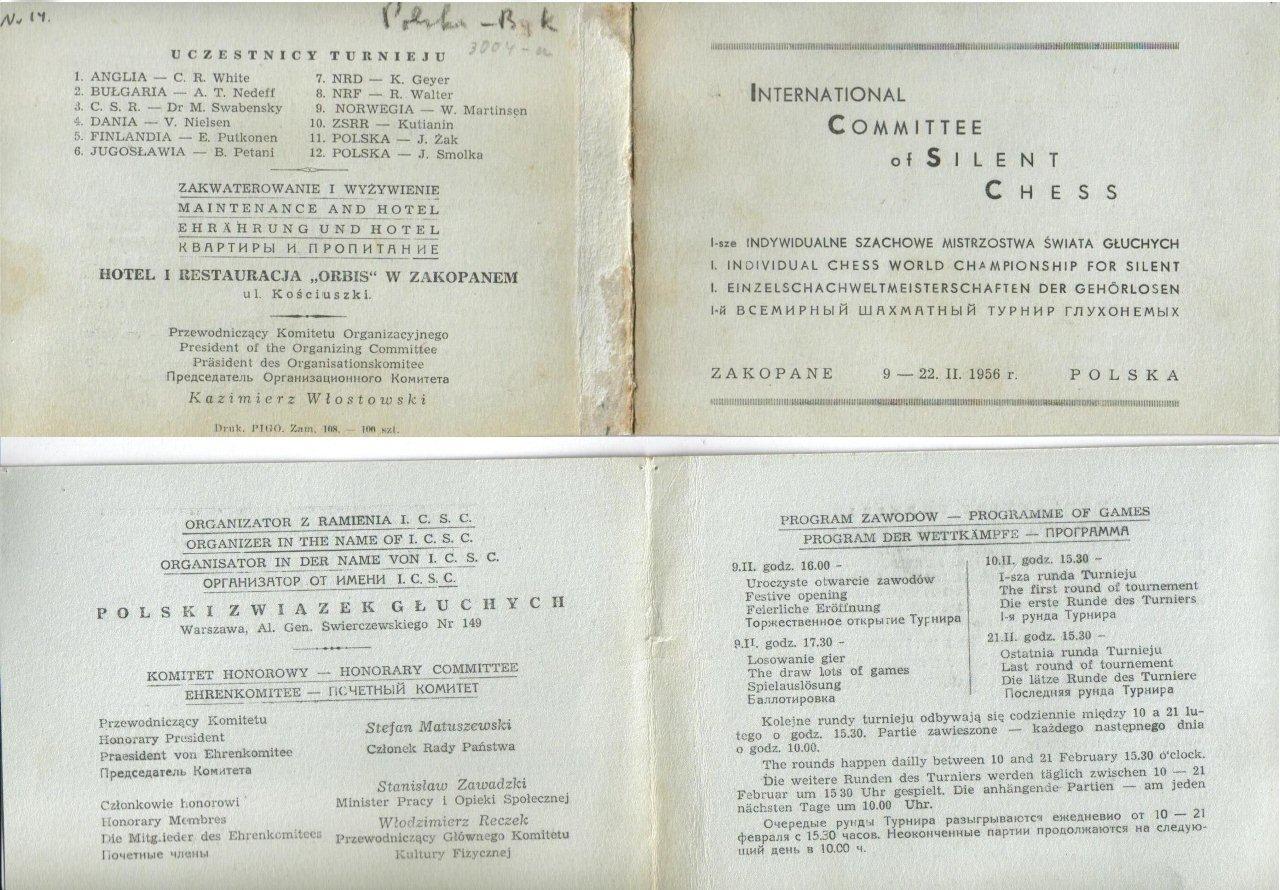 No 14.
Polska - Byk
3004-a
UCZESTNICY TURNIEJU
1. ANGLIA — C. R. White
2. BUŁGARIA — A. T. Nedeff
3. C. S. R. — Dr M. Swabensky
4. DANIA — V. Nielsen
5. FINLANDIA — E. Putkonen
6. JUGOSŁAWIA — B. Petani
7. NRD — K. Geyer
8. NRF — R. Walter
9. NORWEGIA — W. Martinsen
10. ZSRR — Kutianin
11. POLSKA — J. Żak
12. POLSKA — J. Smolka
ZAKWATEROWANIE I WYŻYWIENIE
MAINTENANCE AND HOTEL
EHRÄHRUNG UND HOTEL
КВАРТИРЫ И ПРОПИТАНИЕ
HOTEL I RESTAURACJA „ORBIS" W ZAKOPANEM
ul. Kościuszki.
Przewodniczący Komitetu Organizacyjnego
President of the Organizing Committee
Präsident des Organisationskomitee
Председатель Организационного Комитета
Kazimierz Włostowski
Druk. PIGO. Zam. 108. — 100 szt.
INTERNATIONAL
COMMITTEE
of SILENT
CHESS
I-sze INDYWIDUALNE SZACHOWE MISTRZOSTWA ŚWIATA GŁUCHYCH
I. INDIVIDUAL CHESS WORLD CHAMPIONSHIP FOR SILENT
I. EINZELSCHACHWELTMEISTERSCHAFTEN DER GEHÖRLOSEN
I-й ВСЕМИРНЫЙ ШАХМАТНЫЙ ТУРНИР ГЛУХОНЕМЫХ
ZAKOPANE 9 — 22. II. 1956 r. POLSKA
ORGANIZATOR Z RAMIENIA I. C. S. C.
ORGANIZER IN THE NAME OF I. C. S. C.
ORGANISATOR IN DER NAME VON I. C. S. C.
ОРГАНИЗАТОР ОТ ИМЕНИ I. C. S. C.
POLSKI ZWIAZEK GŁUCHYCH
Warszawa, Al. Gen. Swierczewskiego Nr 149
KOMITET HONOROWY — HONORARY COMMITTEE
EHRENKOMITEE — ПОЧЕТНЫЙ КОМИТЕТ
Przewodniczący Komitetu
Honorary President
Praesident von Ehrenkomitee
Председатель Комитета
Stefan Matuszewski
Członek Rady Państwa
Członkowie honorowi
Honorary Membres
Die Mitglieder des Ehrenkomitees
Почетные члены
Stanisław Zawadzki
Minister Pracy i Opieki Społecznej
Włodzimierz Reczek
Przewodniczący Głównego Komitetu
Kultury Fizycznej
PROGRAM ZAWODÓW — PROGRAMME OF GAMES
PROGRAM DER WETTKÄMPFE — ПРОГРАММА
9.II. godz. 16.00 -
Uroczyste otwarcie zawodów
Festive opening
Feierliche Eröffnung
Торжественное открытие Турнира
9.II. godz. 17.30 -
Losowanie gier
The draw lots of games
Spielauslösung
Баллотировка
10.II. godz. 15.30 -
I-sza runda Turnieju
The first round of tournement
Die erste Runde des Turniers
I-я рунда Турнира
21.II. godz. 15.30 -
Ostatnia runda Turnieju
Last round of tournement
Die lätze Runde des Turniere
Последняя рунда Турнира
Kolejne rundy turnieju odbywają się codziennie między 10 a 21 lu-
tego o godz. 15.30. Partie zawieszone — każdego następnego dnia
o godz. 10.00.
The rounds happen dailly between 10 and 21 February 15.30 o'clock.
Die weitere Runden des Turniers werden täglich zwischen 10 — 21
Februar um 15 30 Uhr gespielt. Die anhängende Partien — am jeden
nächsten Tage um 10.00 Uhr.
Очередые рунды Турнира разыгрываются ежедневио от 10 — 21
февраля с 15.30 часов. Неоконченные партии продолжаются на следую-
щий день в 10.00 ч.